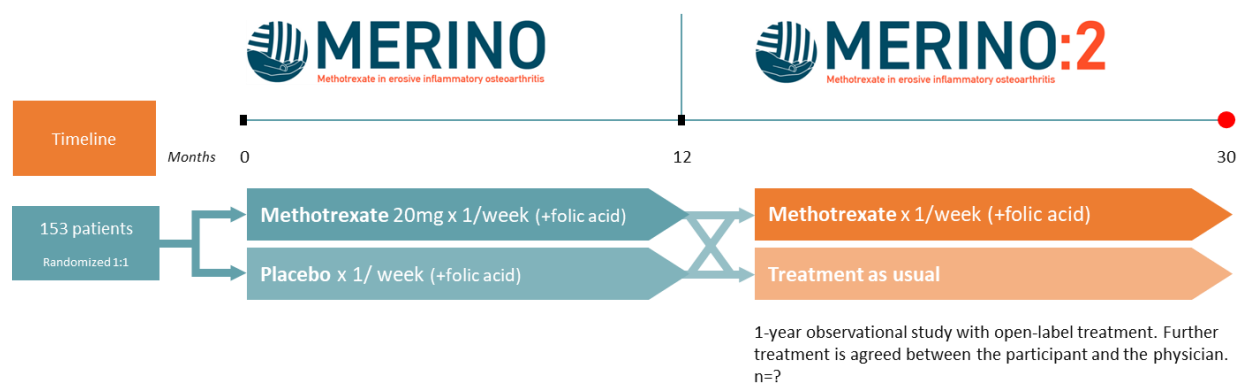 MERINO
Methotrexate in erosive inflammatory osteoarthritis
MERINO:2
Methotrexate in erosive inflammatory osteoarthritis
Timeline
Months
0
12
30
153 patients
Randomized 1:1
Methotrexate 20mg x 1/week (+folic acid)
Placebo x 1/ week (+folic acid)
Methotrexate x 1/week (+folic acid)
Treatment as usual
1-year observational study with open-label treatment. Further
treatment is agreed between the participant and the physician.
n=?